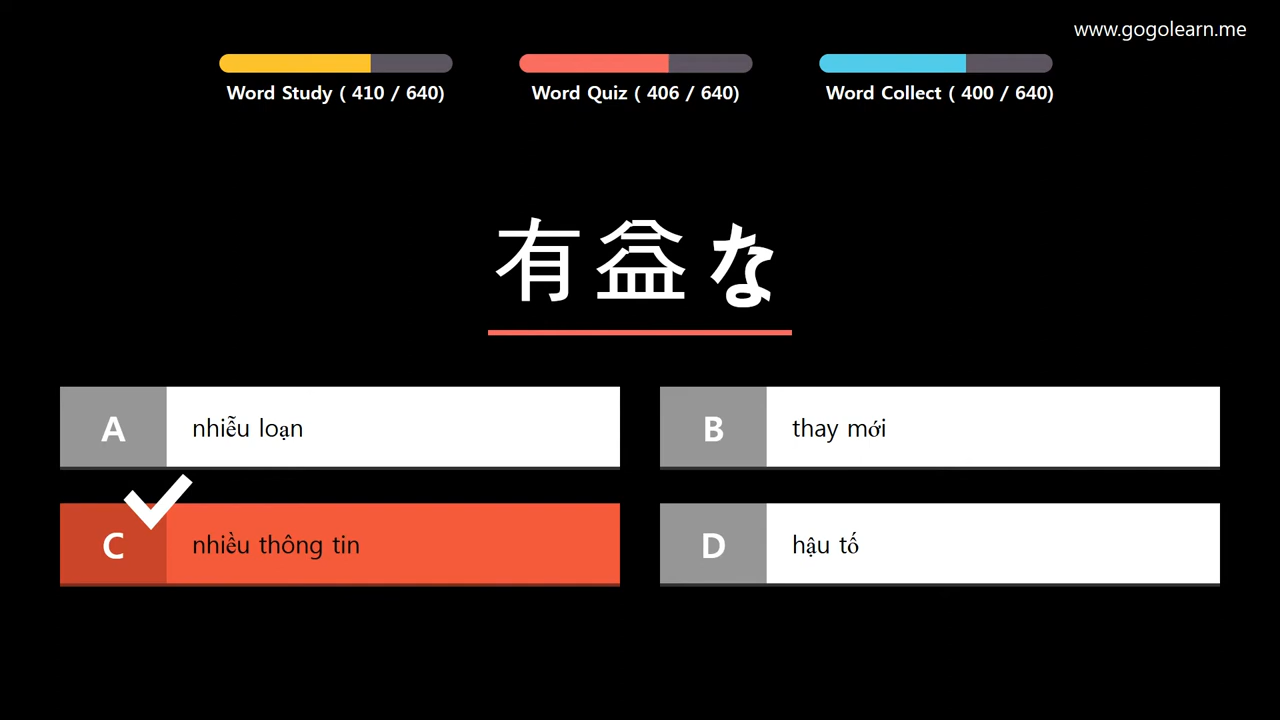 www.gogolearn.me
Word Study ( 410 / 640)
Word Quiz ( 406 / 640)
Word Collect ( 400 / 640)
有益な
A nhiễu loạn
B thay mới
C nhiều thông tin
D hậu tố